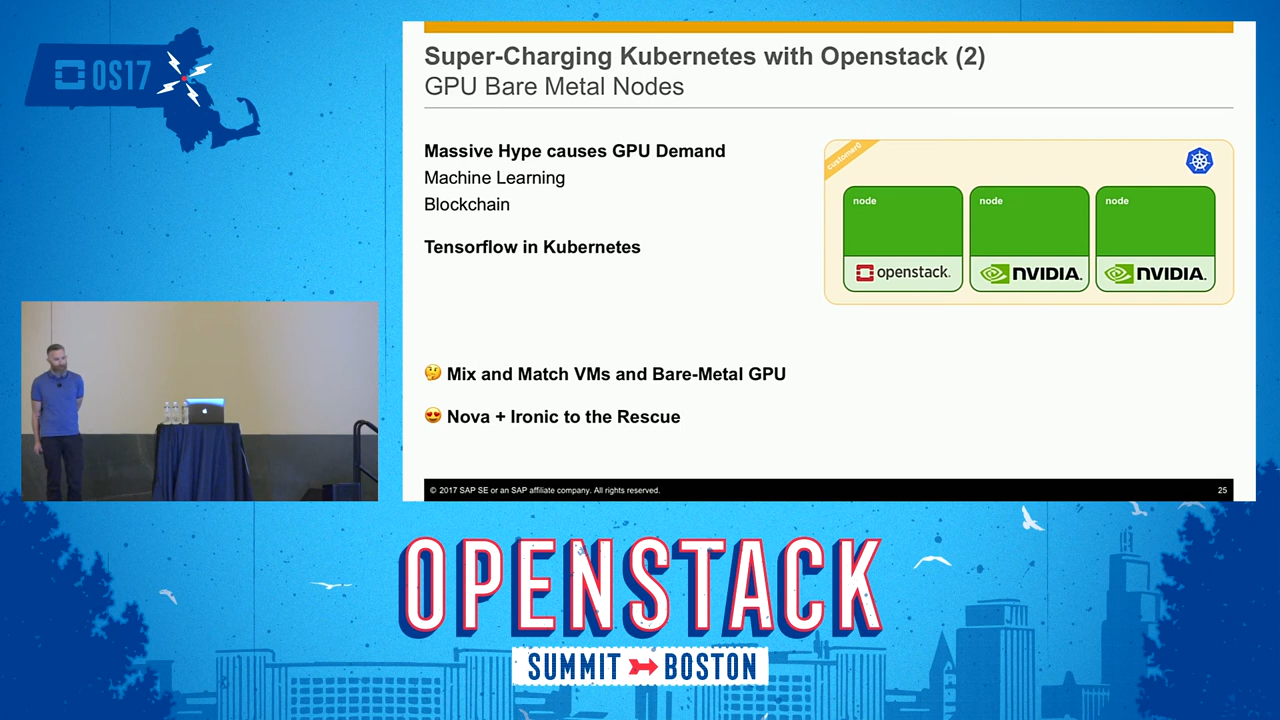 OS17
Super-Charging Kubernetes with Openstack (2)
GPU Bare Metal Nodes
Massive Hype causes GPU Demand
Machine Learning
Blockchain
Tensorflow in Kubernetes
customer0
node
node
node
openstack.
NVIDIA.
NVIDIA.
🤔 Mix and Match VMs and Bare-Metal GPU
😍 Nova + Ironic to the Rescue
© 2017 SAP SE or an SAP affiliate company. All rights reserved.
25
OPENSTACK
SUMMIT BOSTON